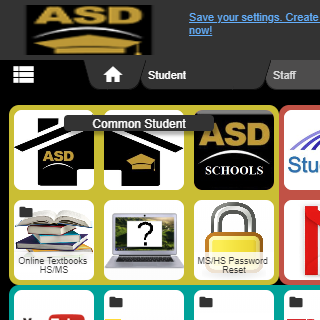 ASD
Save your settings. Create
now!
Student
Staff
Common Student
ASD
ASD
SCHOOLS
Stu
Online Textbooks
HS/MS
?
MS/HS Password
Reset